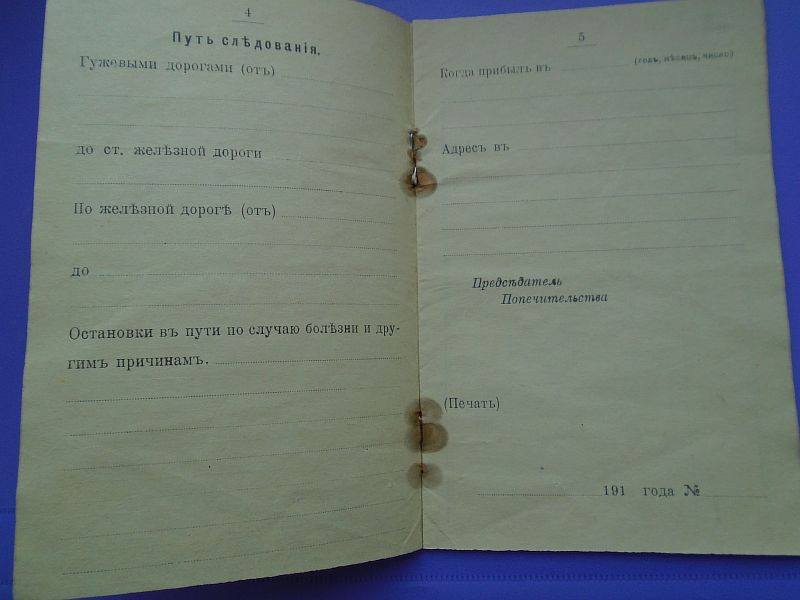 4
Путь слѣдованія.
Гужевыми дорогами (отъ)
до ст. желѣзной дороги
По желѣзной дорогѣ (отъ)
до
Остановки въ пути по случаю болѣзни и дру-
гимъ причинамъ.
5
Когда прибылъ въ
(годъ, мѣсяцъ, число)
Адресъ въ
Предсѣдатель
Попечительства
(Печать)
191 года №